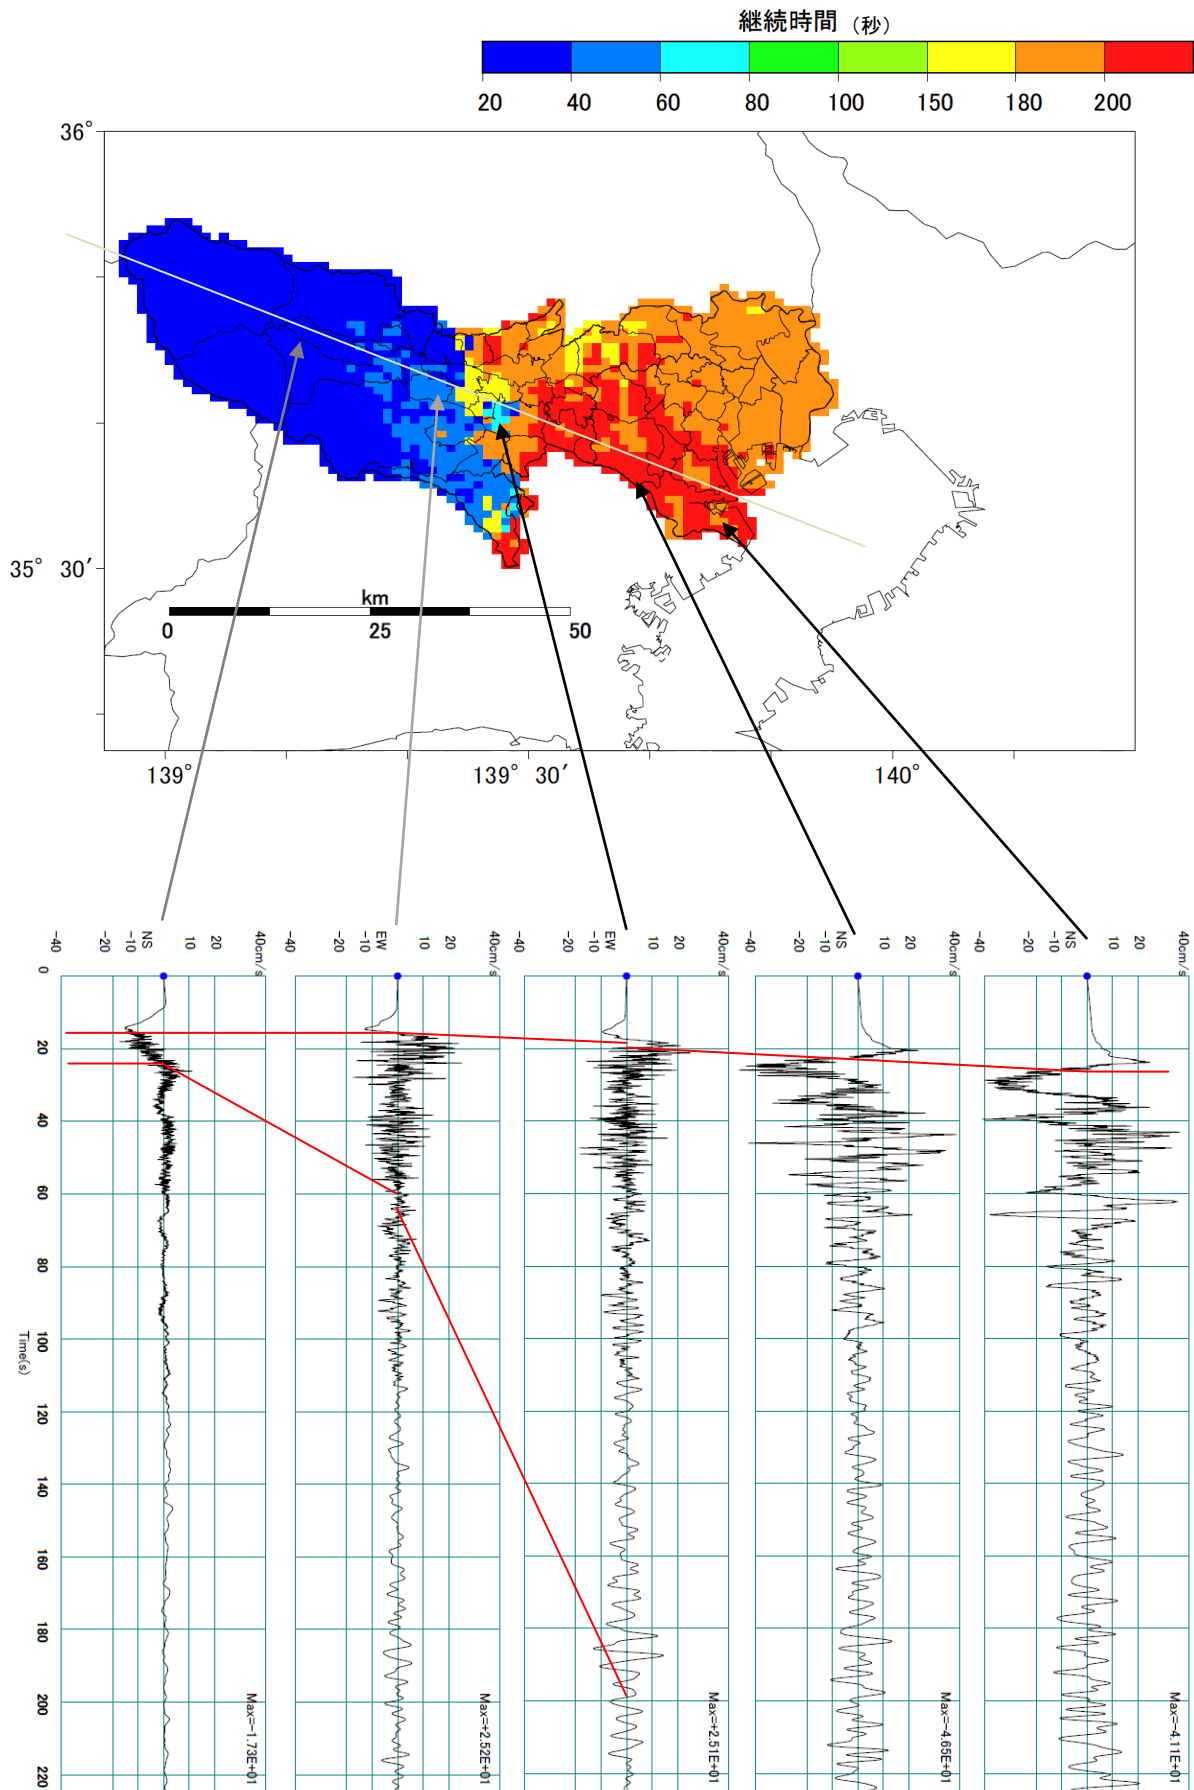 継続時間 (秒)
20 40 60 80 100 150 180 200
36°
35° 30′
km
0 25 50
139° 139° 30′ 140°
-40 -20 -10 NS 10 20 40cm/s
-40 -20 -10 EW 10 20 40cm/s
-40 -20 -10 EW 10 20 40cm/s
-20 -10 NS 10 20 40cm/s
-40 -20 -10 NS 10 20 40cm/s
0
20
40
60
80
100
Time(s)
120
140
160
180
200
220
Max=-1.73E+01
Max=+2.52E+01
Max=+2.51E+01
Max=-4.65E+01
Max=-4.11E+01